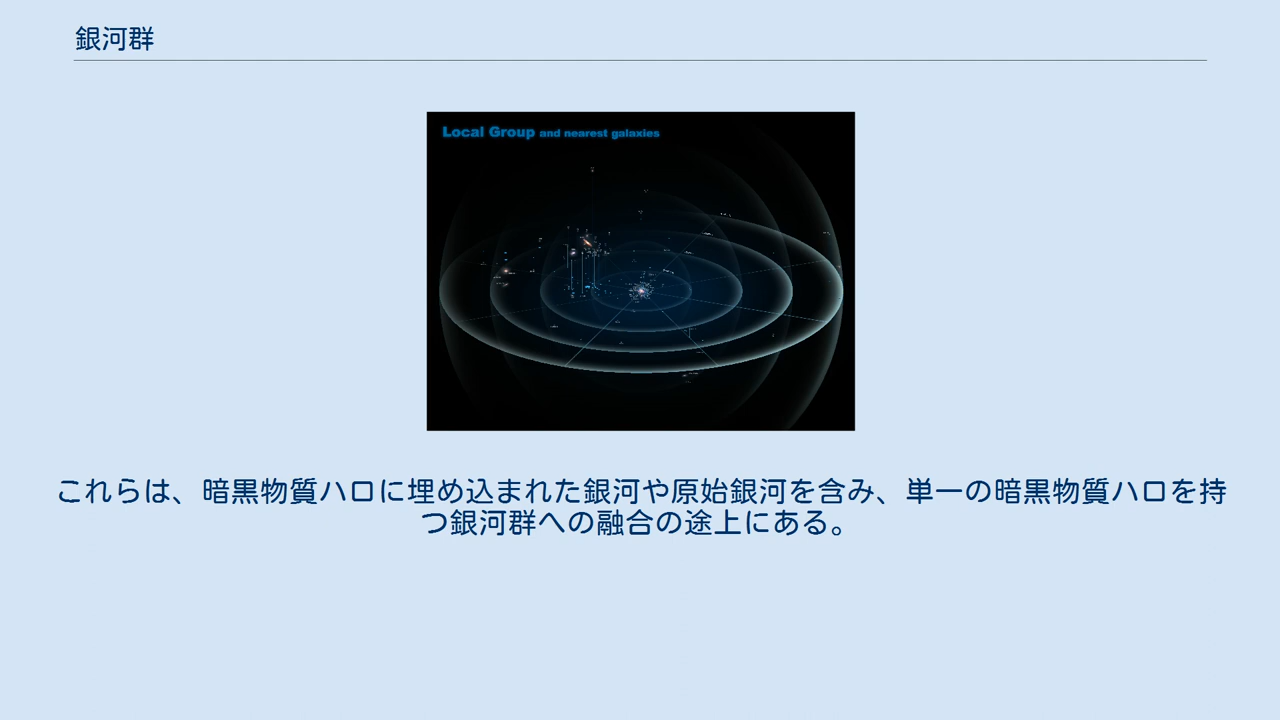 銀河群
Local Group and nearest galaxies
これらは、暗黒物質ハロに埋め込まれた銀河や原始銀河を含み、単一の暗黒物質ハロを持
つ銀河群への融合の途上にある。